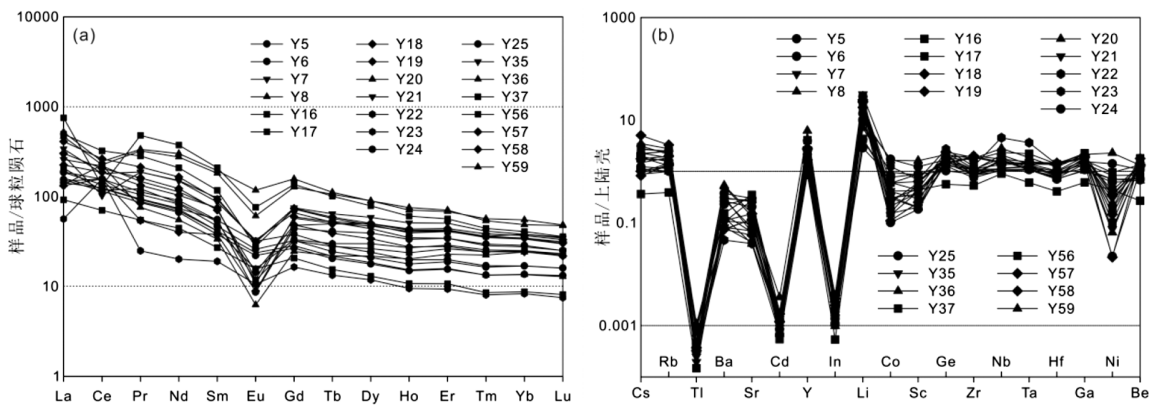 (a)
10000
1000
100
10
1
样品/球粒陨石
Y5 Y18 Y25
Y6 Y19 Y35
Y7 Y20 Y36
Y8 Y21 Y37
Y16 Y22 Y56
Y17 Y23 Y57
Y24 Y58
Y59
La Ce Pr Nd Sm Eu Gd Tb Dy Ho Er Tm Yb Lu
(b)
1000
10
0.1
0.001
样品/上陆壳
Y5 Y16 Y20
Y6 Y17 Y21
Y7 Y18 Y22
Y8 Y19 Y23
Y24
Y25 Y56
Y35 Y57
Y36 Y58
Y37 Y59
Rb Ba Cd In Co Ge Nb Hf Ni
Cs Tl Sr Y Li Sc Zr Ta Ga Be